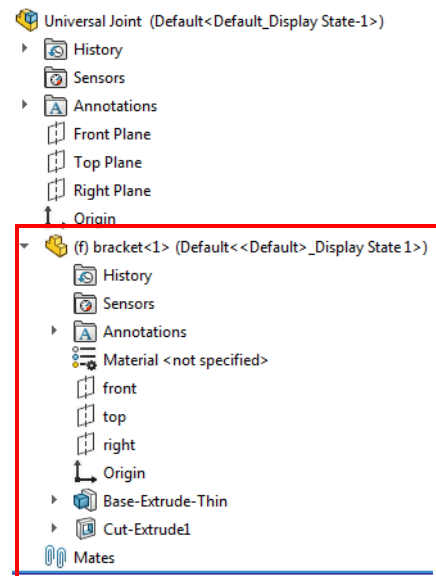 Universal Joint (Default<Default_Display State-1>)
History
Sensors
Annotations
Front Plane
Top Plane
Right Plane
Origin
(f) bracket<1> (Default<<Default>_Display State 1>)
History
Sensors
Annotations
Material <not specified>
front
top
right
Origin
Base-Extrude-Thin
Cut-Extrude1
Mates